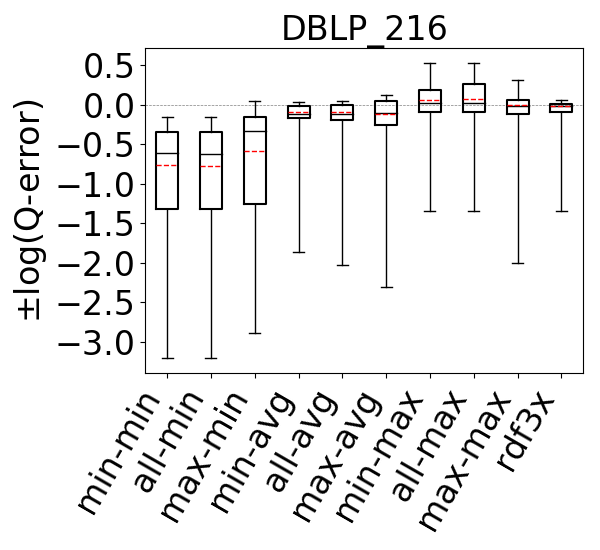 DBLP_216
±log(Q-error)
0.5
0.0
−0.5
−1.0
−1.5
−2.0
−2.5
−3.0
min-min
all-min
max-min
min-avg
all-avg
max-avg
min-max
all-max
max-max
rdf3x